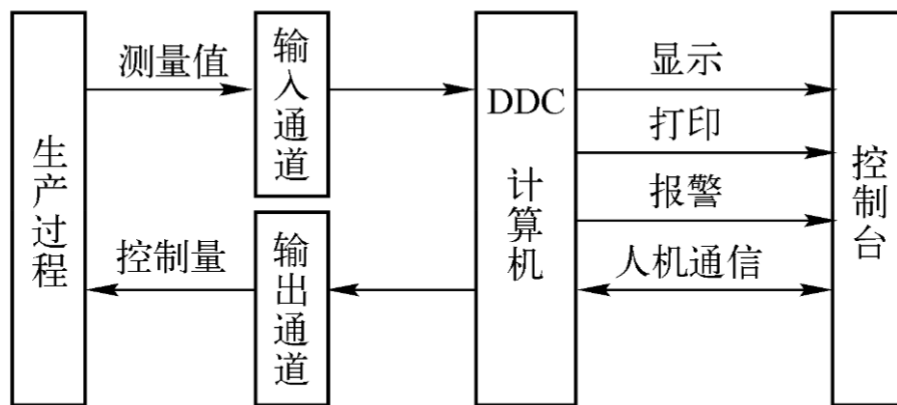 生产过程
测量值
控制量
输入通道
输出通道
DDC
计算机
显示
打印
报警
人机通信
控制台